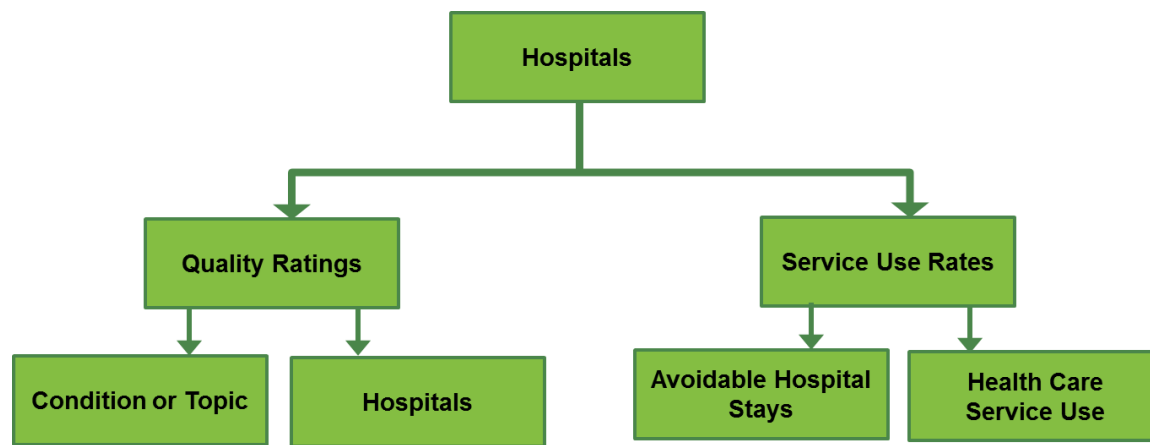 Hospitals
Quality Ratings
Service Use Rates
Condition or Topic
Hospitals
Avoidable Hospital
Stays
Health Care
Service Use